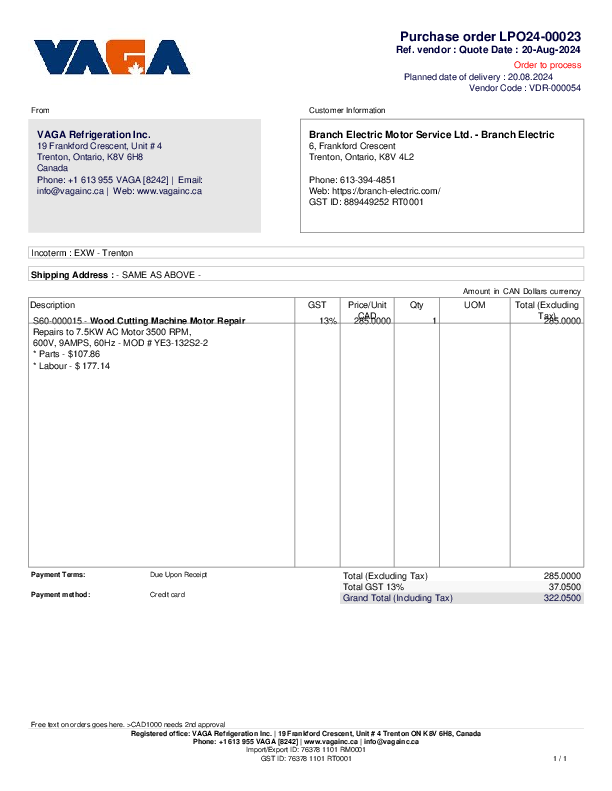 VAGA
Purchase order LPO24-00023
Ref. vendor : Quote Date : 20-Aug-2024
Order to process
Planned date of delivery : 20.08.2024
Vendor Code : VDR-000054
From
Customer Information
VAGA Refrigeration Inc.
19 Frankford Crescent, Unit # 4
Trenton, Ontario, K8V 6H8
Canada
Phone: +1 613 955 VAGA [8242] | Email:
info@vagainc.ca | Web: www.vagainc.ca
Branch Electric Motor Service Ltd. - Branch Electric
6, Frankford Crescent
Trenton, Ontario, K8V 4L2
Phone: 613-394-4851
Web: https://branch-electric.com/
GST ID: 889449252 RT0001
Incoterm : EXW - Trenton
Shipping Address : - SAME AS ABOVE -
Amount in CAN Dollars currency
Description GST Price/Unit CAD Qty UOM Total (Excluding Tax)
S60-000015 - Wood Cutting Machine Motor Repair 13% 285.0000 1 285.0000
Repairs to 7.5KW AC Motor 3500 RPM,
600V, 9AMPS, 60Hz - MOD # YE3-132S2-2
* Parts - $107.86
* Labour - $ 177.14
Payment Terms: Due Upon Receipt
Payment method: Credit card
Total (Excluding Tax) 285.0000
Total GST 13% 37.0500
Grand Total (Including Tax) 322.0500
Free text on orders goes here. >CAD1000 needs 2nd approval
Registered office: VAGA Refrigeration Inc. | 19 Frankford Crescent, Unit # 4 Trenton ON K8V 6H8, Canada
Phone: +1 613 955 VAGA [8242] | www.vagainc.ca | info@vagainc.ca
Import/Export ID: 76378 1101 RM0001
GST ID: 76378 1101 RT0001
1 / 1